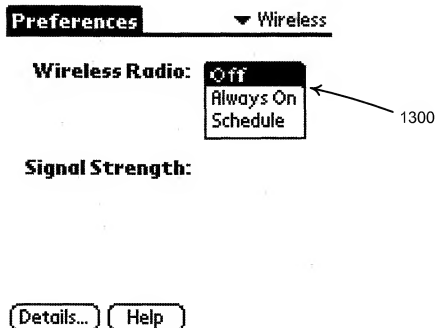 Preferences ▼ Wireless
Wireless Radio: Off
Always On
Schedule
1300
Signal Strength:
Details... Help